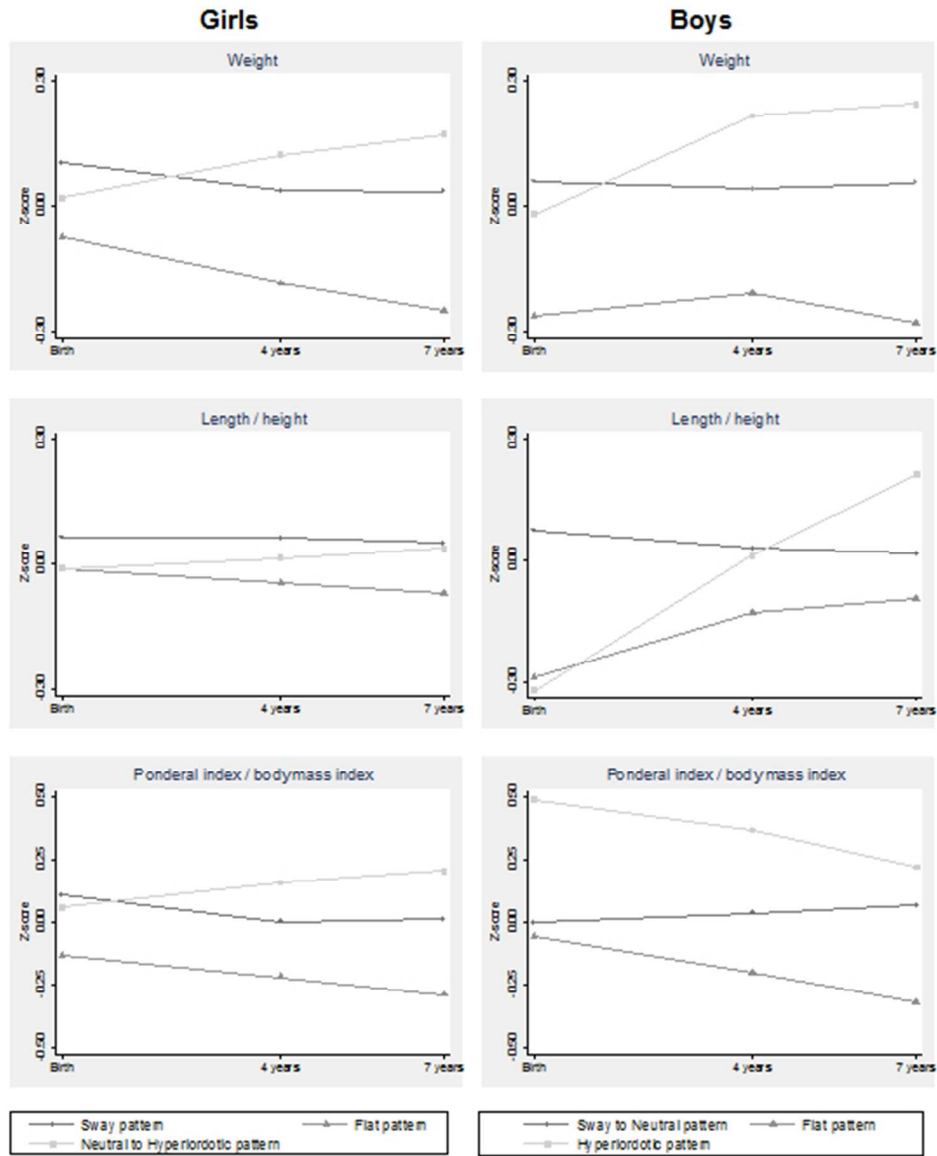 Girls
Boys
Weight
Weight
0.30
0.00
-0.30
Z-score
Birth
4 years
7 years
0.30
0.00
-0.30
Z-score
Birth
4 years
7 years
Length / height
Length / height
0.30
0.00
-0.30
Z-score
Birth
4 years
7 years
0.30
0.00
-0.30
Z-score
Birth
4 years
7 years
Ponderal index / bodymass index
Ponderal index / bodymass index
0.50
0.25
0.00
-0.25
-0.50
Z-score
Birth
4 years
7 years
0.50
0.25
0.00
-0.25
-0.50
Z-score
Birth
4 years
7 years
Sway pattern
Flat pattern
Neutral to Hyperlordotic pattern
Sway to Neutral pattern
Flat pattern
Hyperlordotic pattern